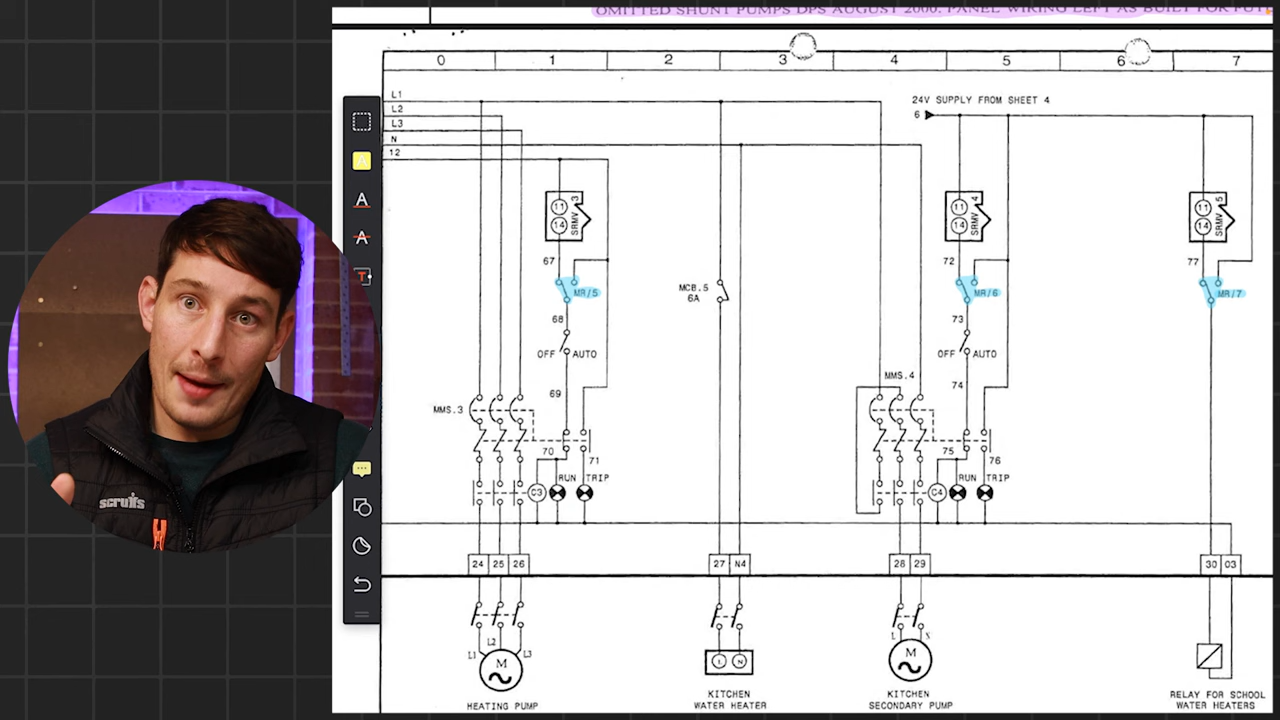 OMITTED SHUNT PUMPS DPS AUGUST 2000, PANEL WIRING LEFT AS BUILT FOR FUT
0 1 2 3 4 5 6 7
L1
L2
L3
N
12
24V SUPPLY FROM SHEET 4
6
11 14 SRMV 3
11 14 SRMV 4
11 14 SRMV 5
67 72 77
MCB.5
6A
MR/5 MR/6 MR/7
68 73
OFF AUTO OFF AUTO
MMS.4
69 74
MMS.3
70 71 75 76
RUN TRIP RUN TRIP
C3 C4
24 25 26 27 N4 28 29 30 03
L1 L2 L3
L N
L N
M M
HEATING PUMP
KITCHEN
WATER HEATER
KITCHEN
SECONDARY PUMP
RELAY FOR SCHOOL
WATER HEATERS
scruffs
A
A
A
T